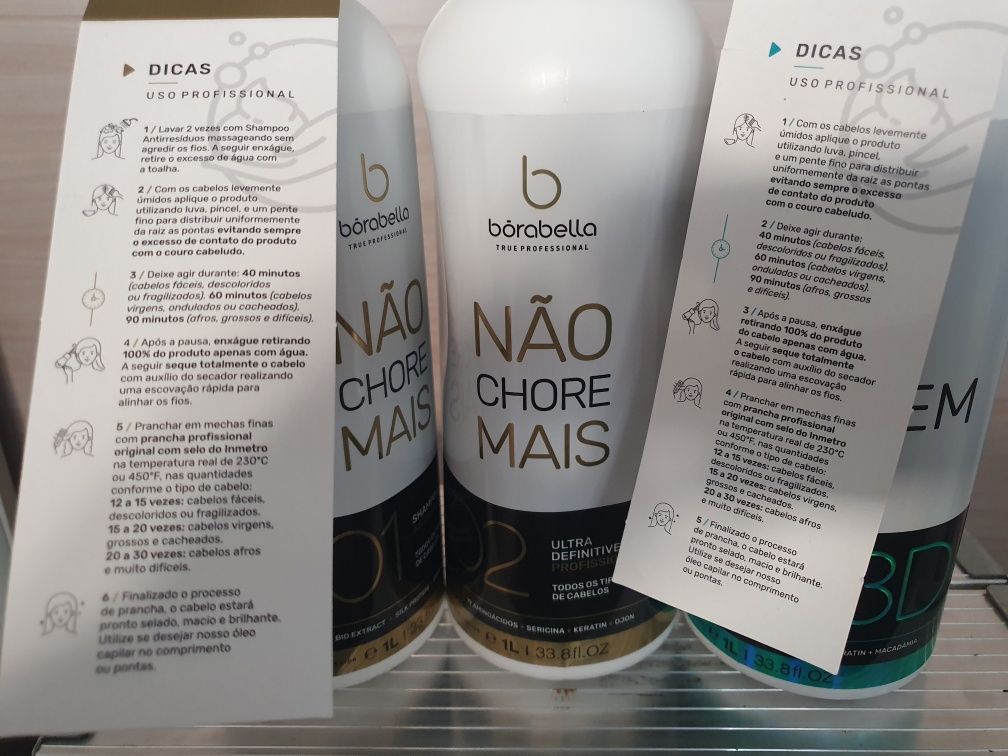 DICAS
USO PROFISSIONAL
1 / Lavar 2 vezes com Shampoo
Antirresíduos massageando sem
agredir os fios. A seguir enxágue,
retire o excesso de água com
a toalha.
2 / Com os cabelos levemente
úmidos aplique o produto
utilizando luva, pincel, e um pente
fino para distribuir uniformemente
da raiz as pontas evitando sempre
o excesso de contato do produto
com o couro cabeludo.
3 / Deixe agir durante: 40 minutos
(cabelos fáceis, descoloridos
ou fragilizados). 60 minutos (cabelos
virgens, ondulados ou cacheados).
90 minutos (afros, grossos e difíceis).
4 / Após a pausa, enxágue retirando
100% do produto apenas com água.
A seguir seque totalmente o cabelo
com auxílio do secador realizando
uma escovação rápida para
alinhar os fios.
5 / Pranchar em mechas finas
com prancha profissional
original com selo do Inmetro
na temperatura real de 230°C
ou 450°F, nas quantidades
conforme o tipo de cabelo:
12 a 15 vezes: cabelos fáceis,
descoloridos ou fragilizados.
15 a 20 vezes: cabelos virgens,
grossos e cacheados.
20 a 30 vezes: cabelos afros
e muito difíceis.
6 / Finalizado o processo
de prancha, o cabelo estará
pronto selado, macio e brilhante.
Utilize se desejar nosso óleo
capilar no comprimento
ou pontas.
b
bōrabella
TRUE PROFESSIONAL
NÃO
CHORE
MAIS
01
SHAMP
TODOS
DE CAB
BIO EXTRACT + SILK PROTEIN
1L | 33
b
bōrabella
TRUE PROFESSIONAL
NÃO
CHORE
MAIS
02
ULTRA
DEFINITIVE
PROFISSIO
TODOS OS TIP
DE CABELOS
AMINOÁCIDOS + SERICINA + KERATIN + OJON
1L | 33.8fl.oz
DICAS
USO PROFISSIONAL
1 / Com os cabelos levemente
úmidos aplique o produto
utilizando luva, pincel,
e um pente fino para distribuir
uniformemente da raiz as pontas
evitando sempre o excesso
de contato do produto
com o couro cabeludo.
2 / Deixe agir durante:
40 minutos (cabelos fáceis,
descoloridos ou fragilizados).
60 minutos (cabelos virgens,
ondulados ou cacheados).
90 minutos (afros, grossos
e difíceis).
3 / Após a pausa, enxágue
retirando 100% do produto
do cabelo apenas com água.
A seguir seque totalmente
o cabelo com auxílio do secador
realizando uma escovação
rápida para alinhar os fios.
4 / Pranchar em mechas finas
com prancha profissional
original com selo do Inmetro
na temperatura real de 230°C
ou 450°F, nas quantidades
conforme o tipo de cabelo:
12 a 15 vezes: cabelos fáceis,
descoloridos ou fragilizados.
15 a 20 vezes: cabelos virgens,
grossos e cacheados.
20 a 30 vezes: cabelos afros
e muito difíceis.
5 / Finalizado o processo
de prancha, o cabelo estará
pronto selado, macio e brilhante.
Utilize se desejar nosso
óleo capilar no comprimento
ou pontas.
EM
3D
RATIN + MACADÂMIA
1L | 33.8fl.oz